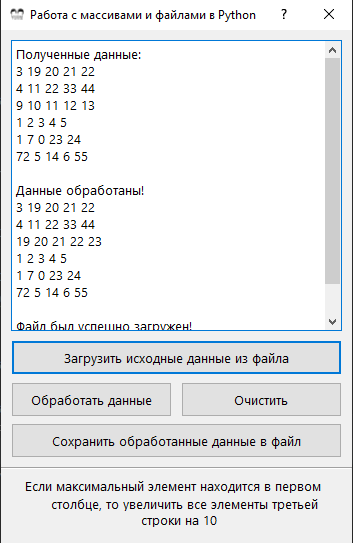 Работа с массивами и файлами в Python
Полученные данные:
3 19 20 21 22
4 11 22 33 44
9 10 11 12 13
1 2 3 4 5
1 7 0 23 24
72 5 14 6 55
Данные обработаны!
3 19 20 21 22
4 11 22 33 44
19 20 21 22 23
1 2 3 4 5
1 7 0 23 24
72 5 14 6 55
Файл был успешно загружен!
Загрузить исходные данные из файла
Обработать данные
Очистить
Сохранить обработанные данные в файл
Если максимальный элемент находится в первом
столбце, то увеличить все элементы третьей
строки на 10